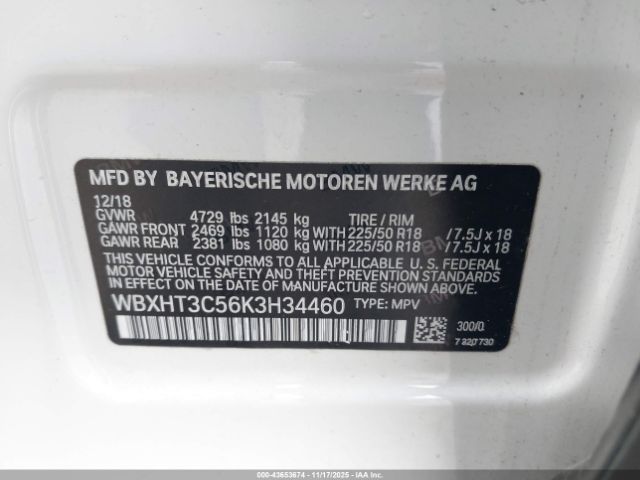 MFD BY BAYERISCHE MOTOREN WERKE AG
12/18
GVWR 4729 lbs 2145 kg TIRE / RIM
GAWR FRONT 2469 lbs 1120 kg WITH 225/50 R18 / 7.5J x 18
GAWR REAR 2381 lbs 1080 kg WITH 225/50 R18 / 7.5J x 18
THIS VEHICLE CONFORMS TO ALL APPLICABLE U. S. FEDERAL
MOTOR VEHICLE SAFETY, BUMPER, AND THEFT PREVENTION STANDARDS
IN EFFECT ON THE DATE OF MANUFACTURE SHOWN ABOVE.
WBXHT3C56K3H34460 TYPE: MPV
300/0
7 320 730
000-43653674 | 11/17/2025 - IAAI.COM